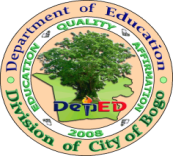 Department of Education
EDUCATION QUALITY AFFIRMATION
DepED
2008
Division of City of Bogo